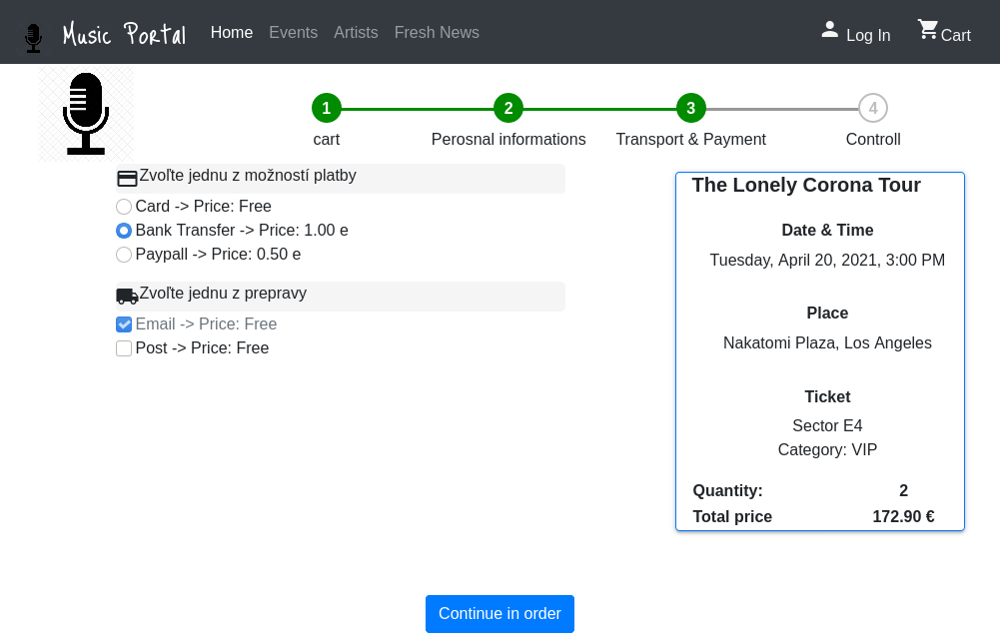 Music Portal Home Events Artists Fresh News Log In Cart
1 2 3 4
cart Perosnal informations Transport & Payment Controll
Zvoľte jednu z možností platby
Card -> Price: Free
Bank Transfer -> Price: 1.00 e
Paypall -> Price: 0.50 e
Zvoľte jednu z prepravy
Email -> Price: Free
Post -> Price: Free
The Lonely Corona Tour
Date & Time
Tuesday, April 20, 2021, 3:00 PM
Place
Nakatomi Plaza, Los Angeles
Ticket
Sector E4
Category: VIP
Quantity: 2
Total price 172.90 €
Continue in order